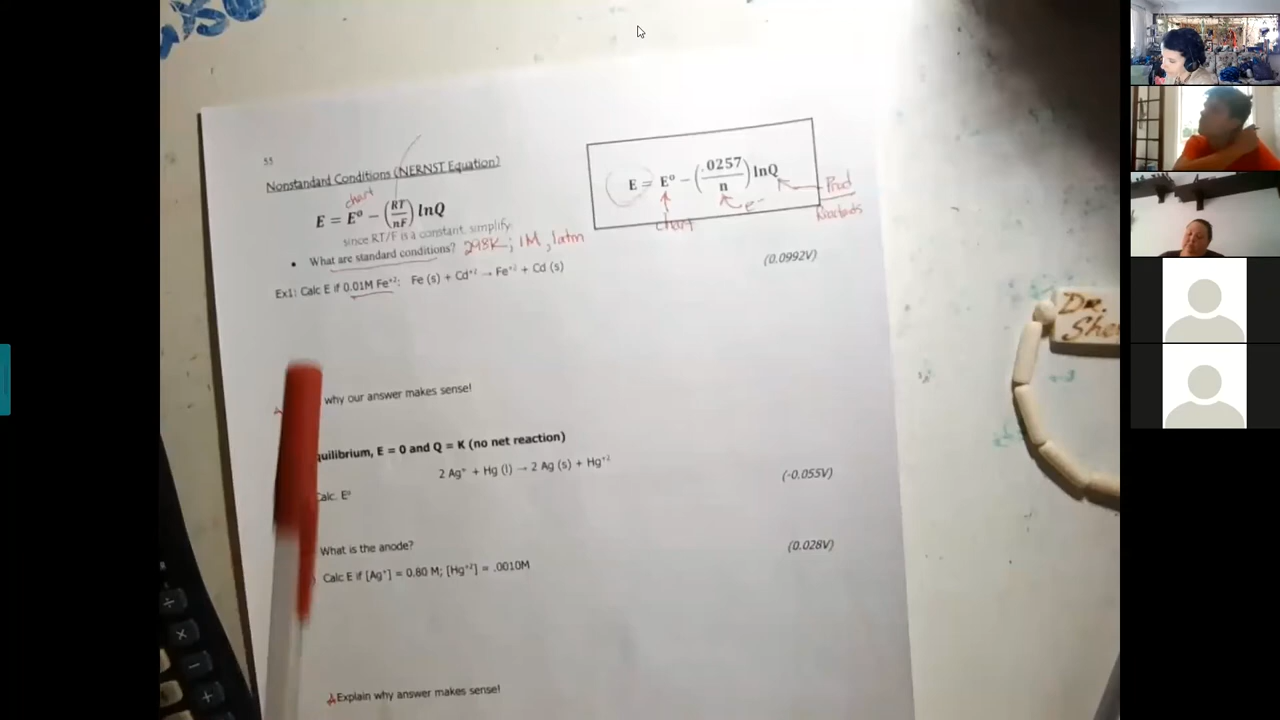 55
Nonstandard Conditions (NERNST Equation)
chart
E = E° − (RT/nF) lnQ
since RT/F is a constant, simplify:
• What are standard conditions? 298K; 1M, 1atm
E = E° − (.0257/n) lnQ
chart
e-
Prod
Reactants
Ex1: Calc E if 0.01M Fe⁺²: Fe (s) + Cd⁺² → Fe⁺² + Cd (s)
(0.0992V)
why our answer makes sense!
quilibrium, E = 0 and Q = K (no net reaction)
2 Ag⁺ + Hg (l) → 2 Ag (s) + Hg⁺²
Calc. E°
(-0.055V)
What is the anode?
(0.028V)
Calc E if [Ag⁺] = 0.80 M; [Hg⁺²] = .0010M
Explain why answer makes sense!
DR.
She
÷
×
−
+